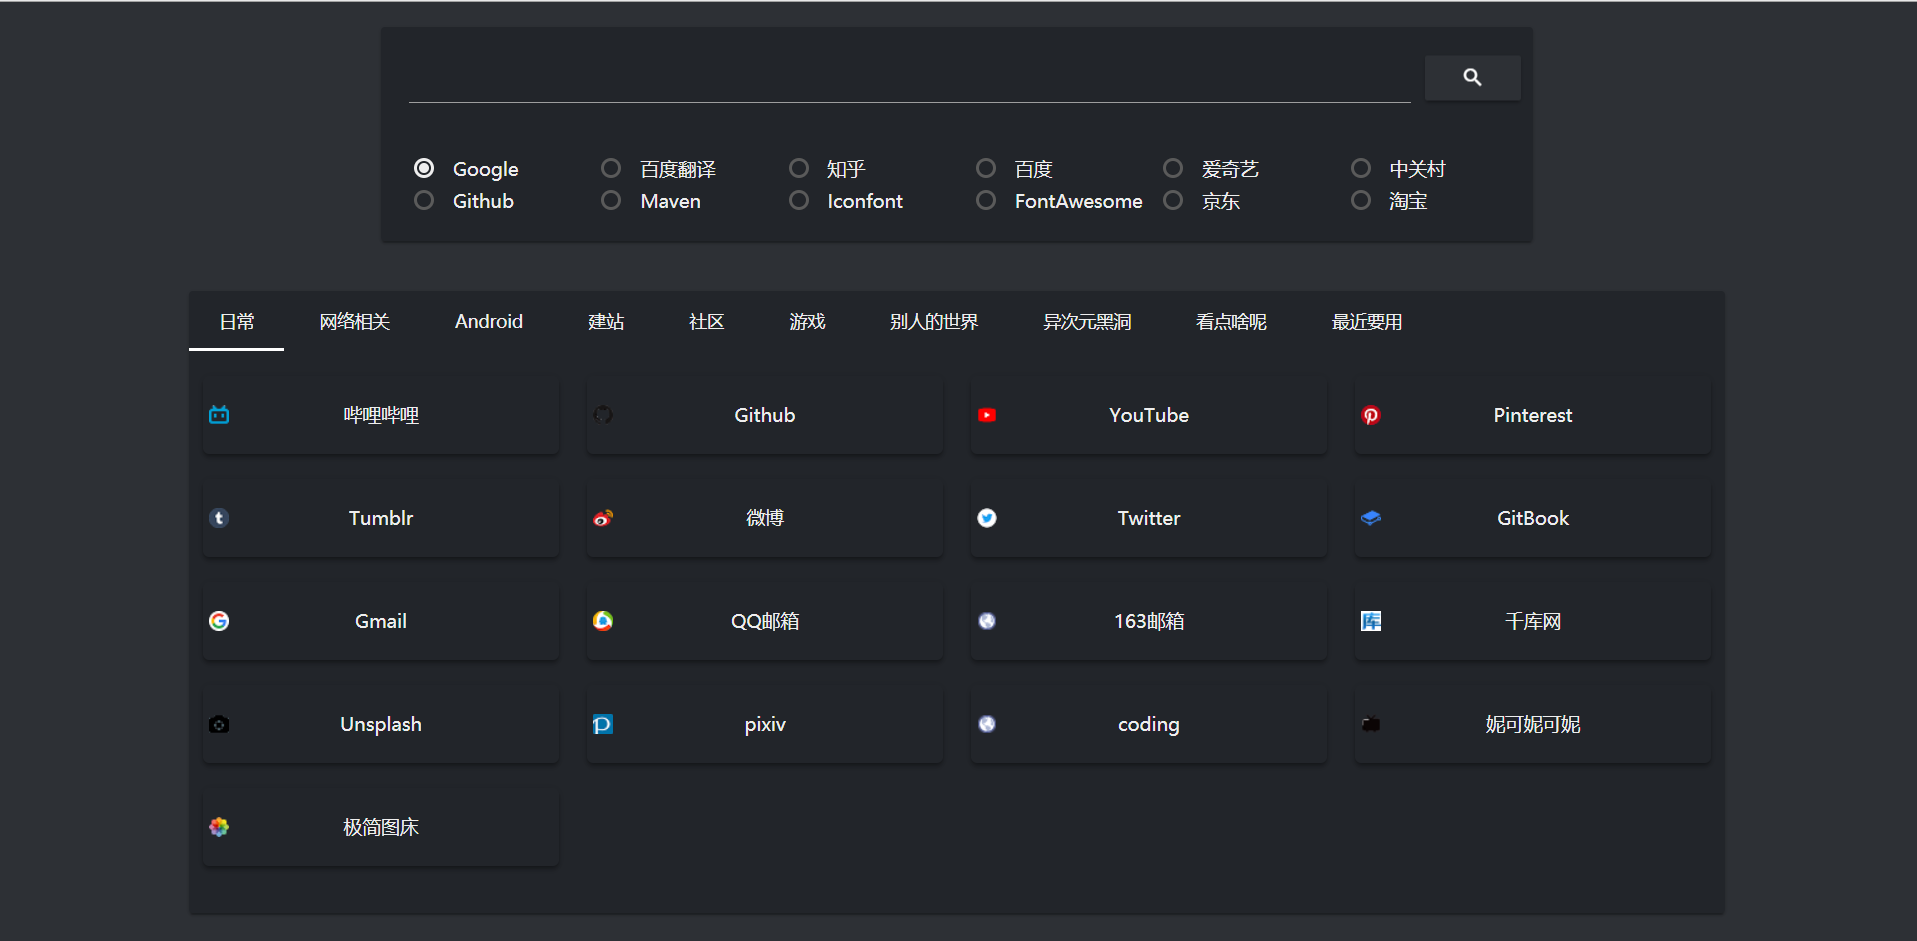 Google 百度翻译 知乎 百度 爱奇艺 中关村
Github Maven Iconfont FontAwesome 京东 淘宝
日常 网络相关 Android 建站 社区 游戏 别人的世界 异次元黑洞 看点啥呢 最近要用
哔哩哔哩 Github YouTube Pinterest
Tumblr 微博 Twitter GitBook
Gmail QQ邮箱 163邮箱 千库网
Unsplash pixiv coding 妮可妮可妮
极简图床